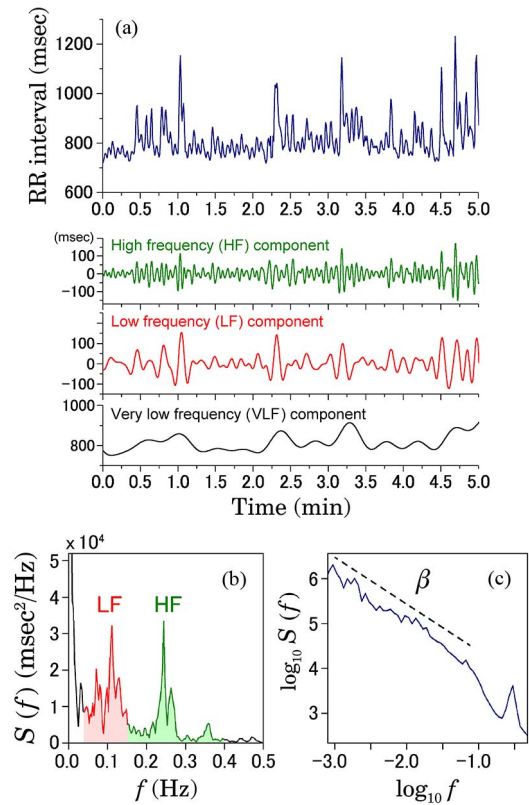 (a)
RR interval (msec)
1200
1000
800
600
0.0 0.5 1.0 1.5 2.0 2.5 3.0 3.5 4.0 4.5 5.0
(msec)
High frequency (HF) component
100
0
−100
Low frequency (LF) component
100
0
−100
1000
Very low frequency (VLF) component
800
0.0 0.5 1.0 1.5 2.0 2.5 3.0 3.5 4.0 4.5 5.0
Time (min)
x 10⁴
(b)
S (f) (msec²/Hz)
LF
HF
5
4
3
2
1
0
0.0 0.1 0.2 0.3 0.4 0.5
f (Hz)
(c)
β
log₁₀ S (f)
6
5
4
3
−3.0 −2.0 −1.0
log₁₀ f